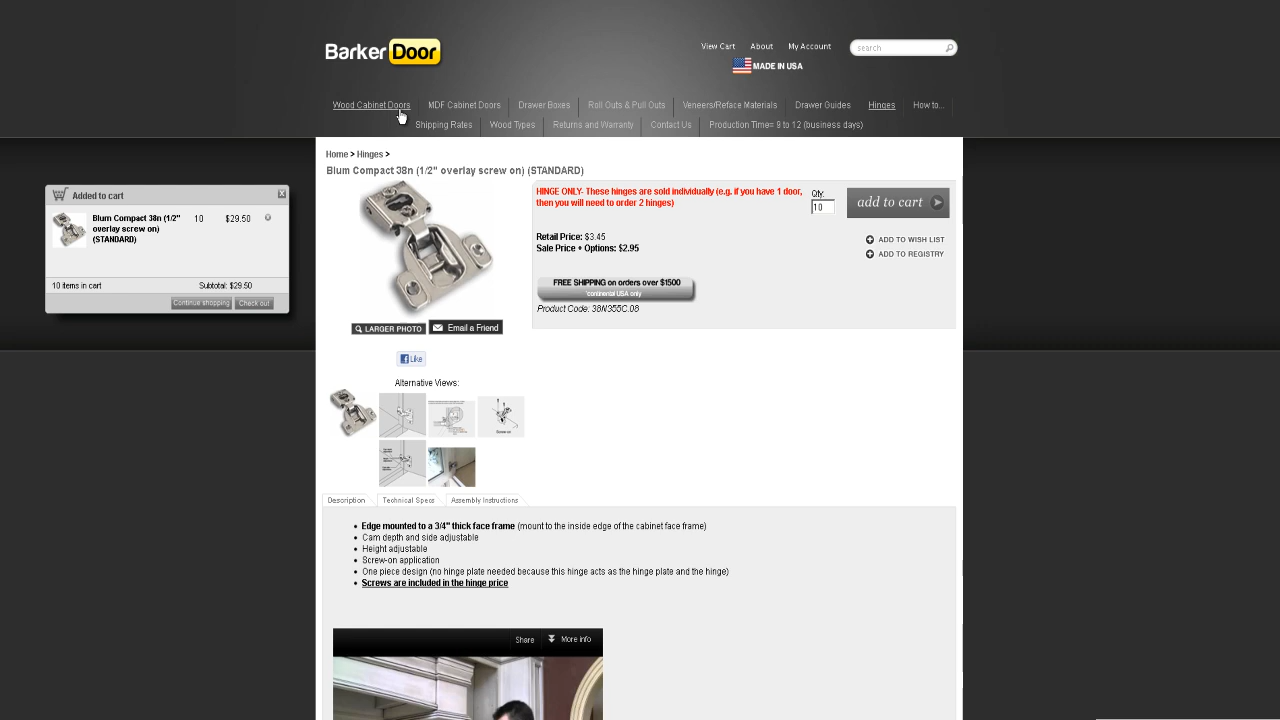 BarkerDoor
View Cart About My Account search
MADE IN USA
Wood Cabinet Doors MDF Cabinet Doors Drawer Boxes Roll Outs & Pull Outs Veneers/Reface Materials Drawer Guides Hinges How to...
Shipping Rates Wood Types Returns and Warranty Contact Us Production Time= 9 to 12 (business days)
Home > Hinges >
Blum Compact 38n (1/2" overlay screw on) (STANDARD)
Added to cart
Blum Compact 38n (1/2" 10 $29.50
overlay screw on)
(STANDARD)
10 items in cart Subtotal: $29.50
Continue shopping Check out
HINGE ONLY- These hinges are sold individually (e.g. if you have 1 door,
then you will need to order 2 hinges)
Qty:
10
add to cart
Retail Price: $3.45
Sale Price + Options: $2.95
ADD TO WISH LIST
ADD TO REGISTRY
FREE SHIPPING on orders over $1500
*continental USA only
Product Code: 38N355C.08
LARGER PHOTO Email a Friend
Like
Alternative Views:
Screw on
Description Technical Specs Assembly Instructions
• Edge mounted to a 3/4" thick face frame (mount to the inside edge of the cabinet face frame)
• Cam depth and side adjustable
• Height adjustable
• Screw-on application
• One piece design (no hinge plate needed because this hinge acts as the hinge plate and the hinge)
• Screws are included in the hinge price
Share More info